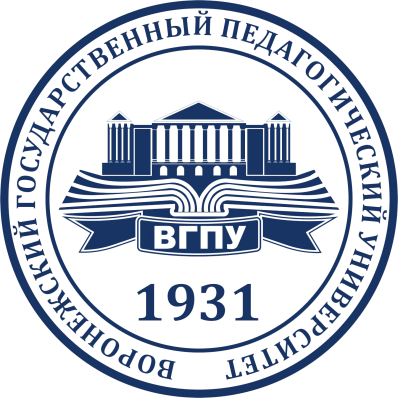 ВОРОНЕЖСКИЙ ГОСУДАРСТВЕННЫЙ ПЕДАГОГИЧЕСКИЙ УНИВЕРСИТЕТ
ВГПУ
1931